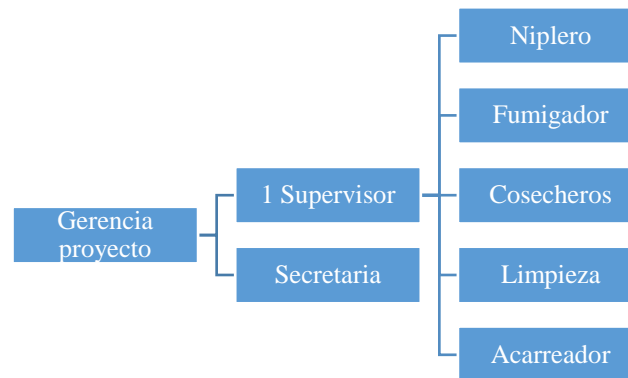 Niplero
Fumigador
1 Supervisor
Cosecheros
Gerencia
proyecto
Secretaria
Limpieza
Acarreador